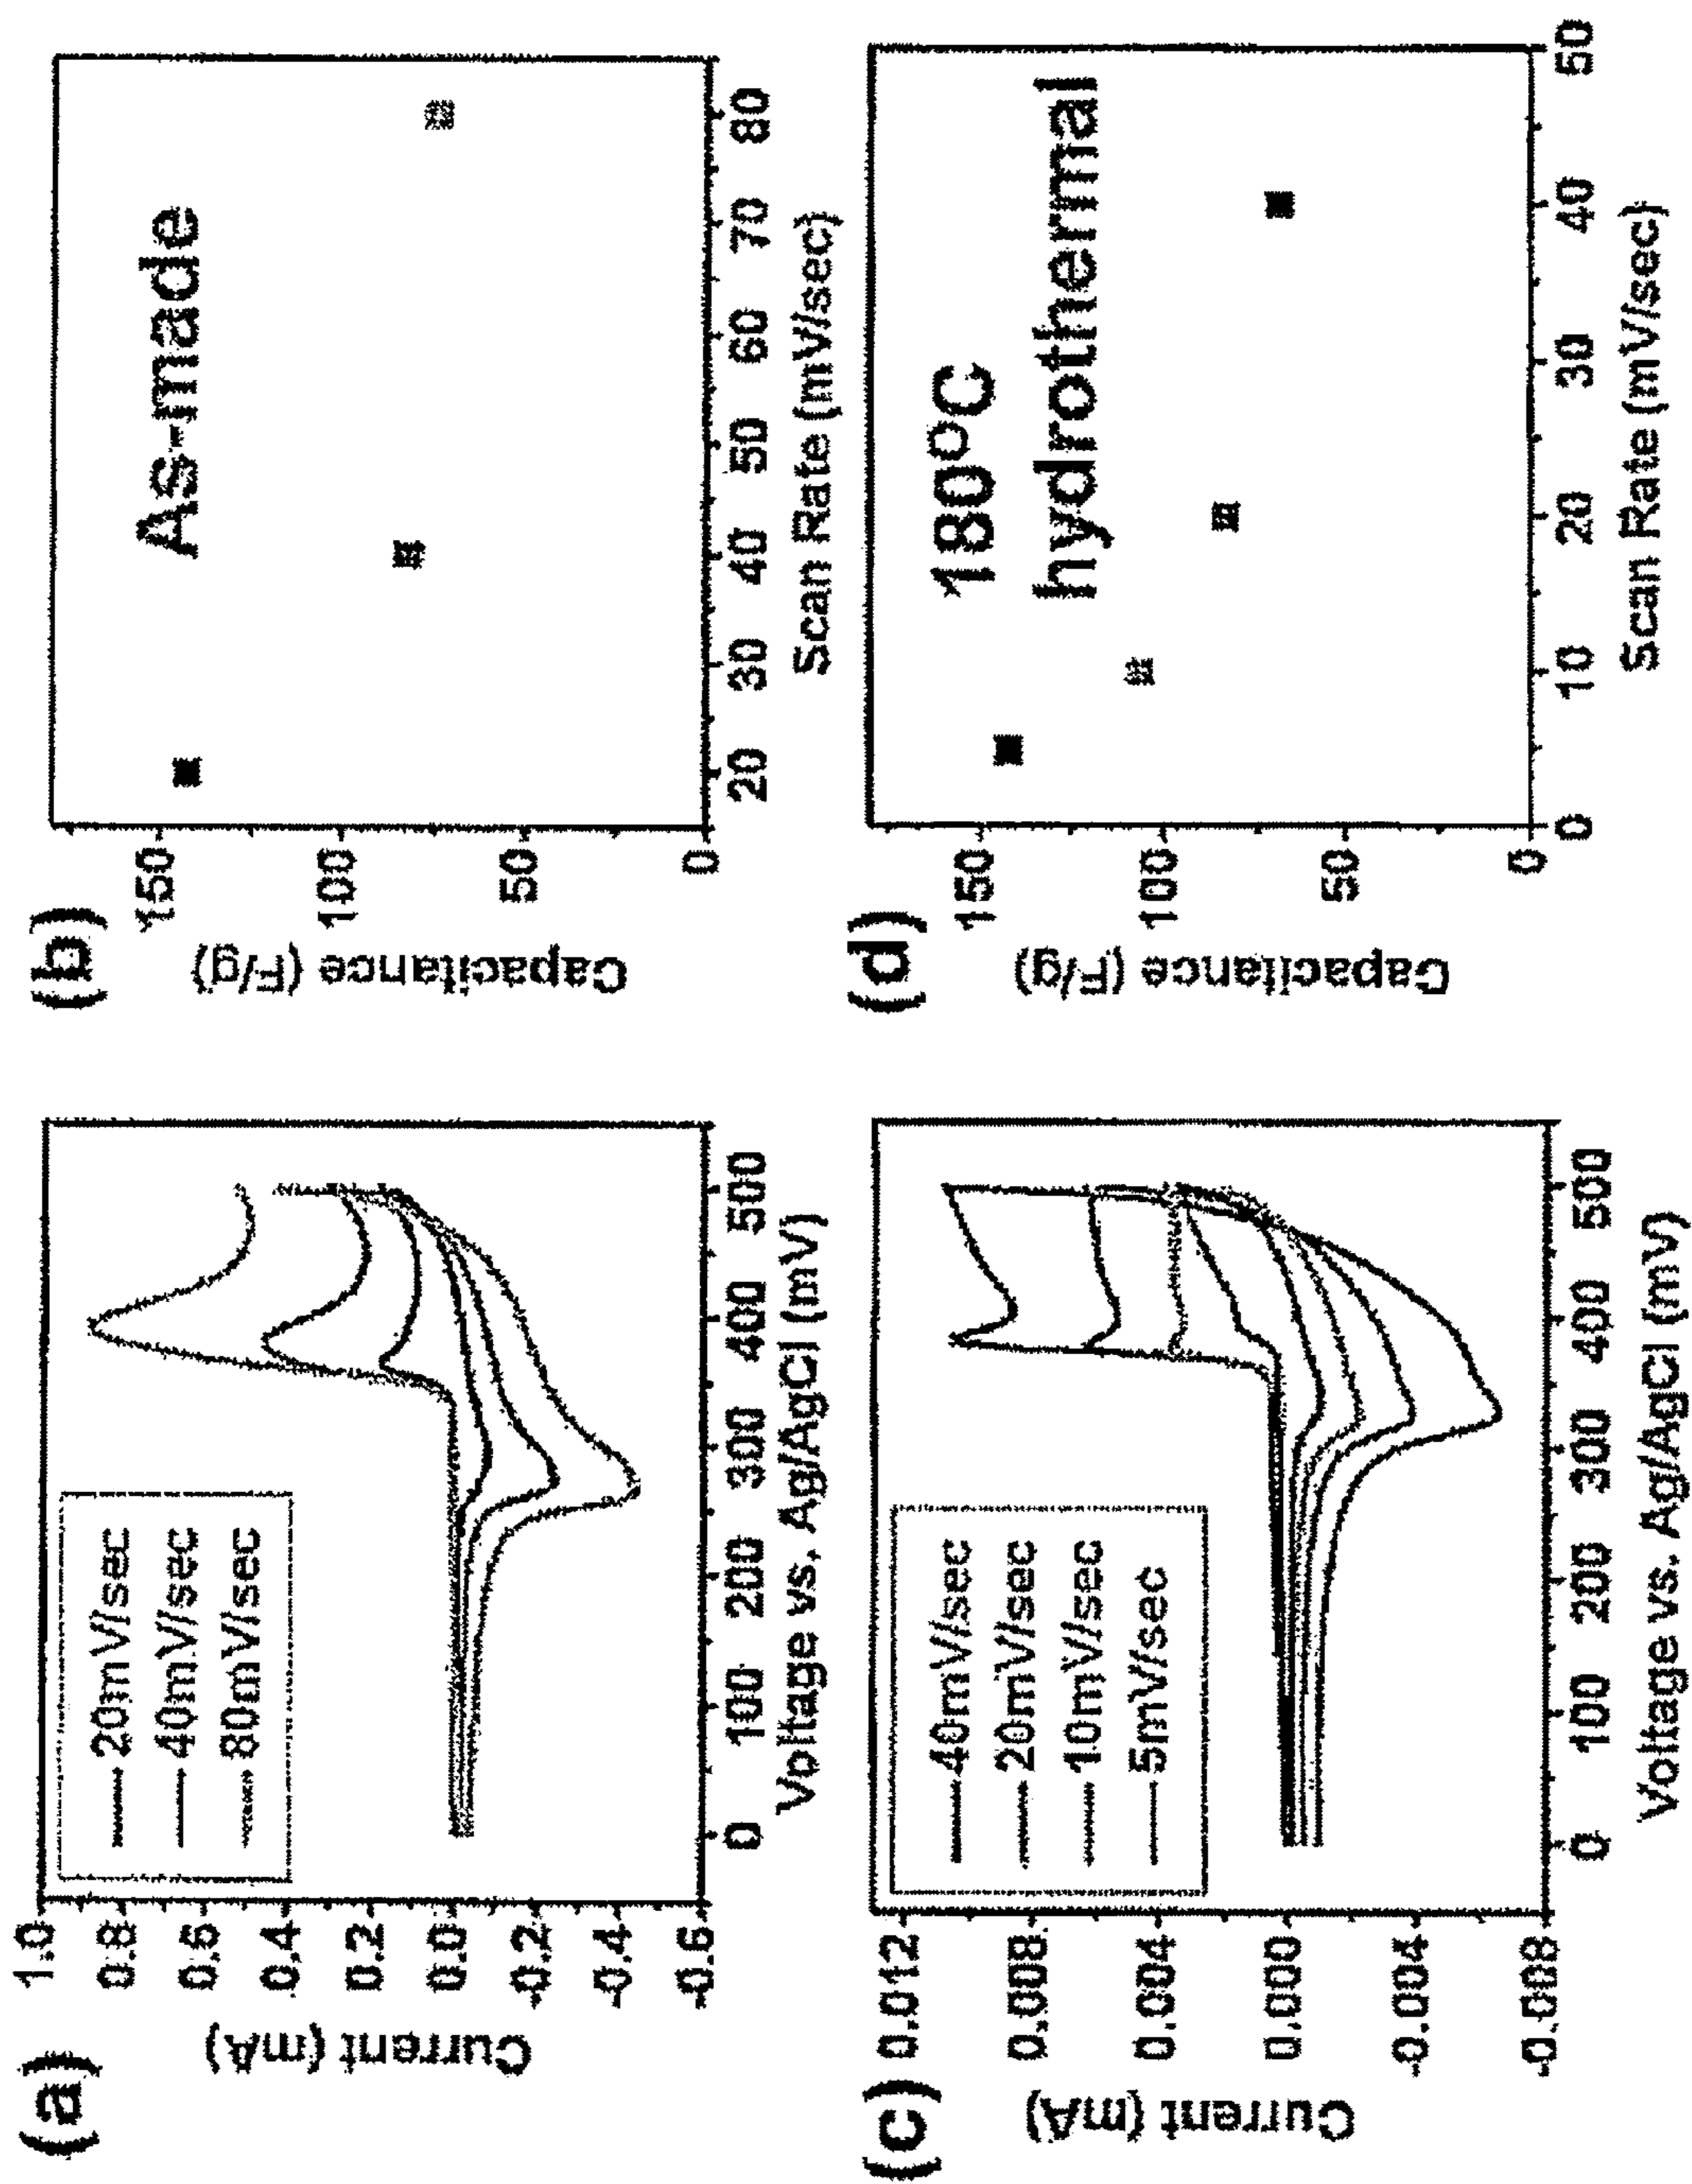 (a)
Current (mA)
1.0
0.8
0.6
0.4
0.2
0.0
-0.2
-0.4
-0.6
20mV/sec
40mV/sec
80mV/sec
0 100 200 300 400 500
Voltage vs. Ag/AgCl (mV)
(b)
Capacitance (F/g)
150
100
50
0
As-made
20 30 40 50 60 70 80
Scan Rate (mV/sec)
(c)
Current (mA)
0.012
0.008
0.004
0.000
-0.004
-0.008
40mV/sec
20mV/sec
10mV/sec
5mV/sec
0 100 200 300 400 500
Voltage vs. Ag/AgCl (mV)
(d)
Capacitance (F/g)
150
100
50
0
180ºC
hydrothermal
0 10 20 30 40 50
Scan Rate (mV/sec)